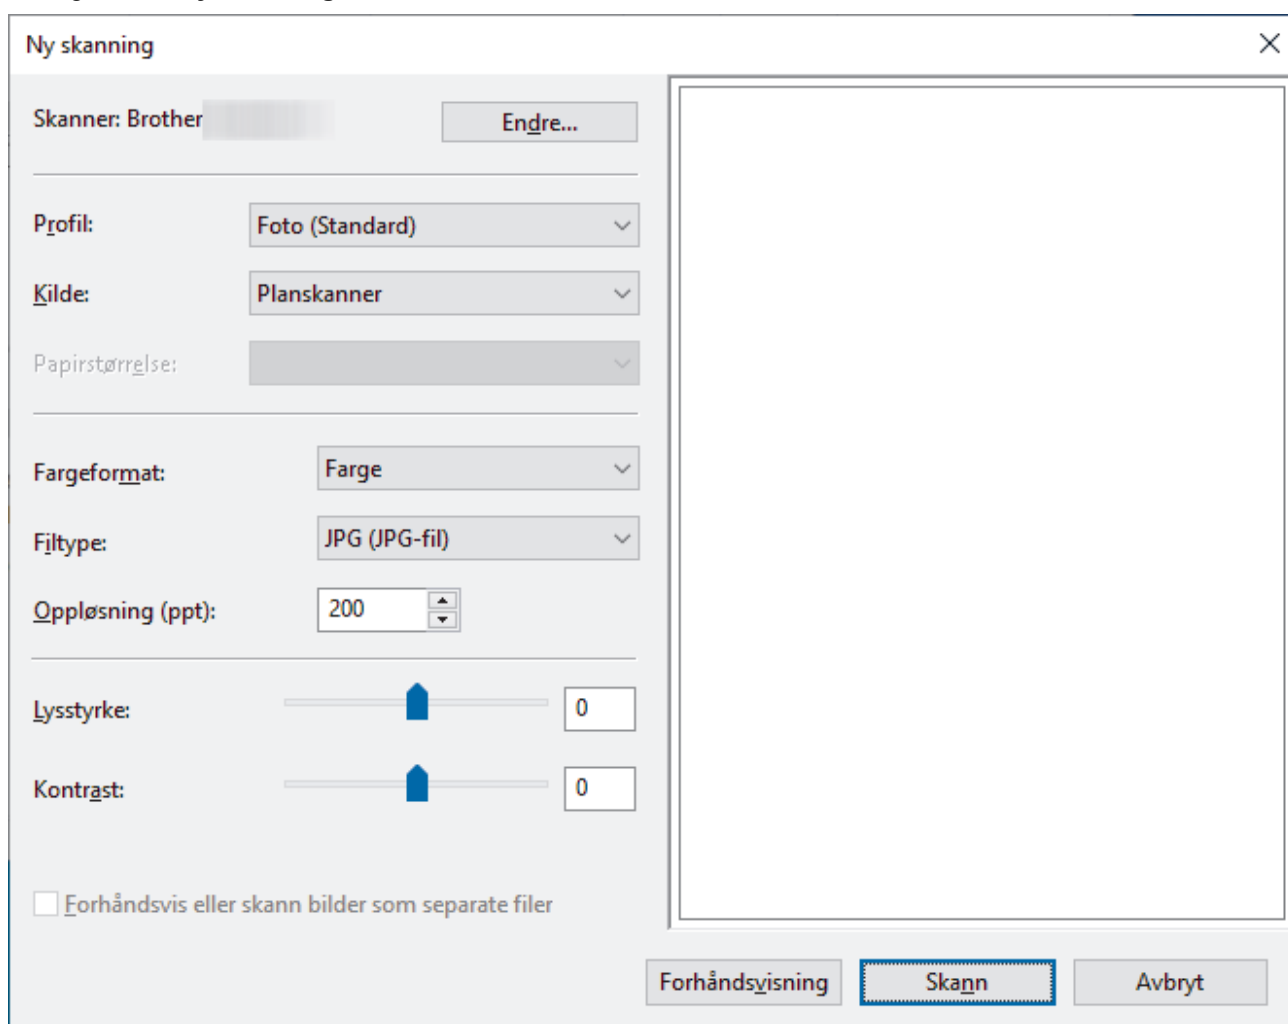 Ny skanning
Skanner: Brother
Endre...
Profil:
Foto (Standard)
Kilde:
Planskanner
Papirstørrelse:
Fargeformat:
Farge
Filtype:
JPG (JPG-fil)
Oppløsning (ppt):
200
Lysstyrke:
0
Kontrast:
0
Forhåndsvis eller skann bilder som separate filer
Forhåndsvisning
Skann
Avbryt